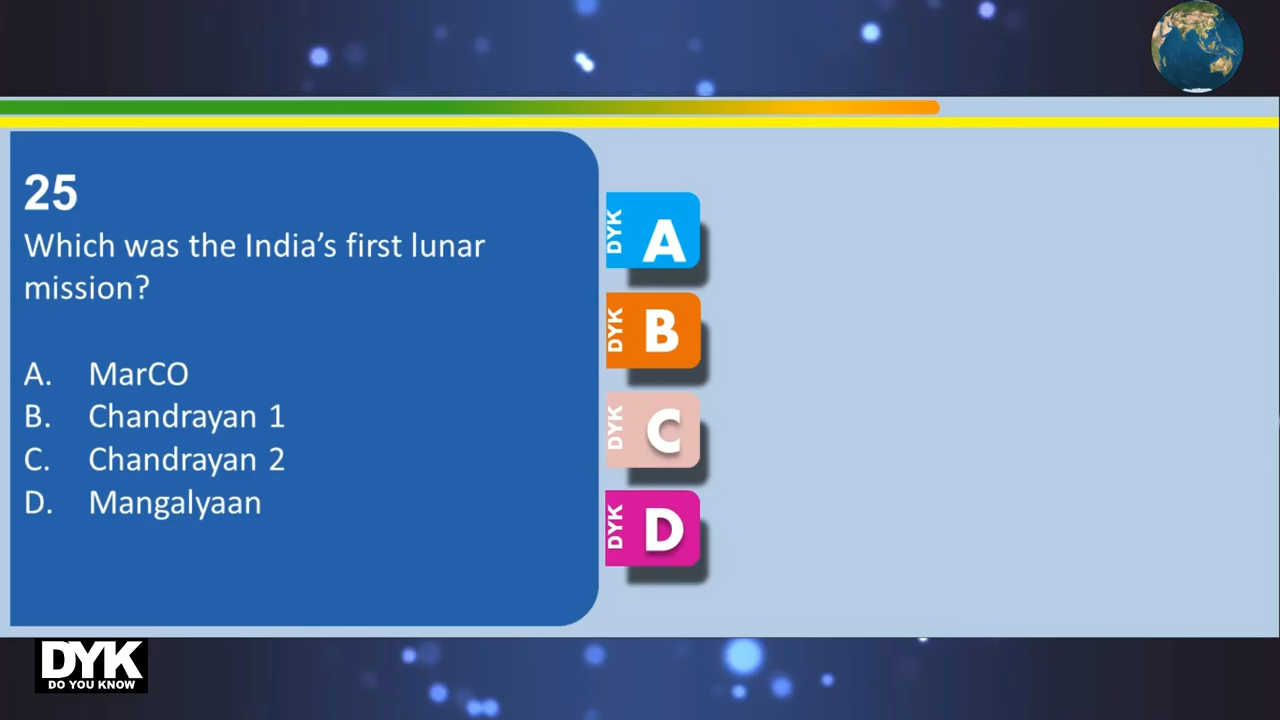 25
Which was the India’s first lunar
mission?
A. MarCO
B. Chandrayan 1
C. Chandrayan 2
D. Mangalyaan
DYK A
DYK B
DYK C
DYK D
DYK
DO YOU KNOW